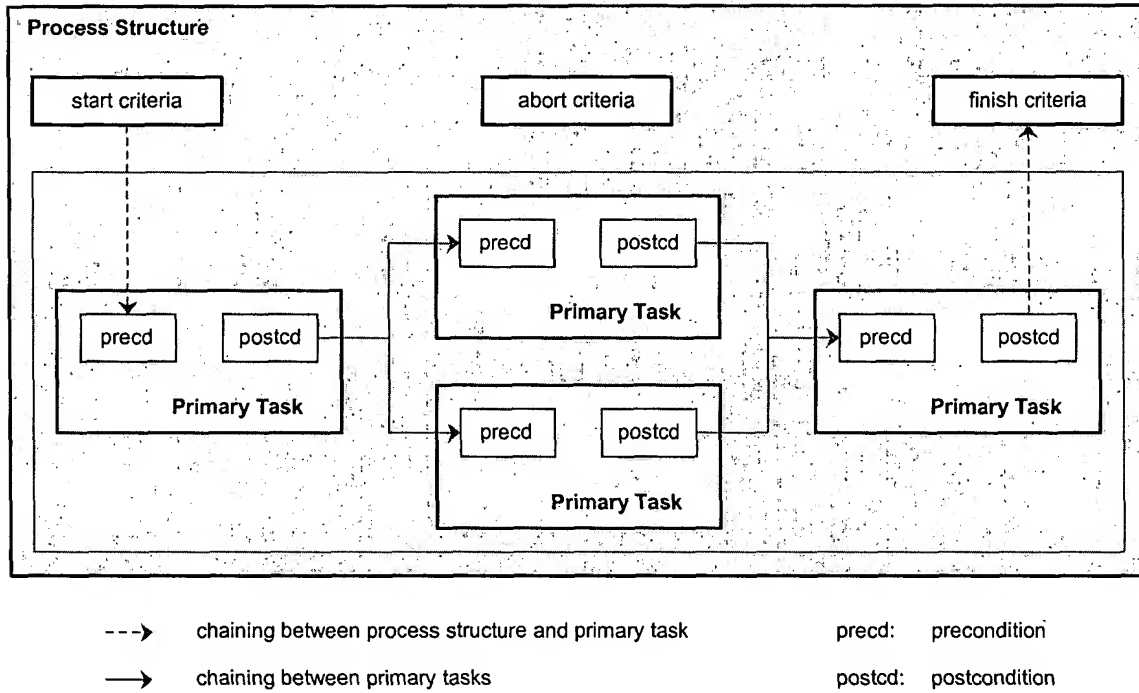 Process Structure
start criteria
abort criteria
finish criteria
precd
postcd
Primary Task
precd
postcd
Primary Task
precd
postcd
Primary Task
precd
postcd
Primary Task
chaining between process structure and primary task
precd: precondition
chaining between primary tasks
postcd: postcondition